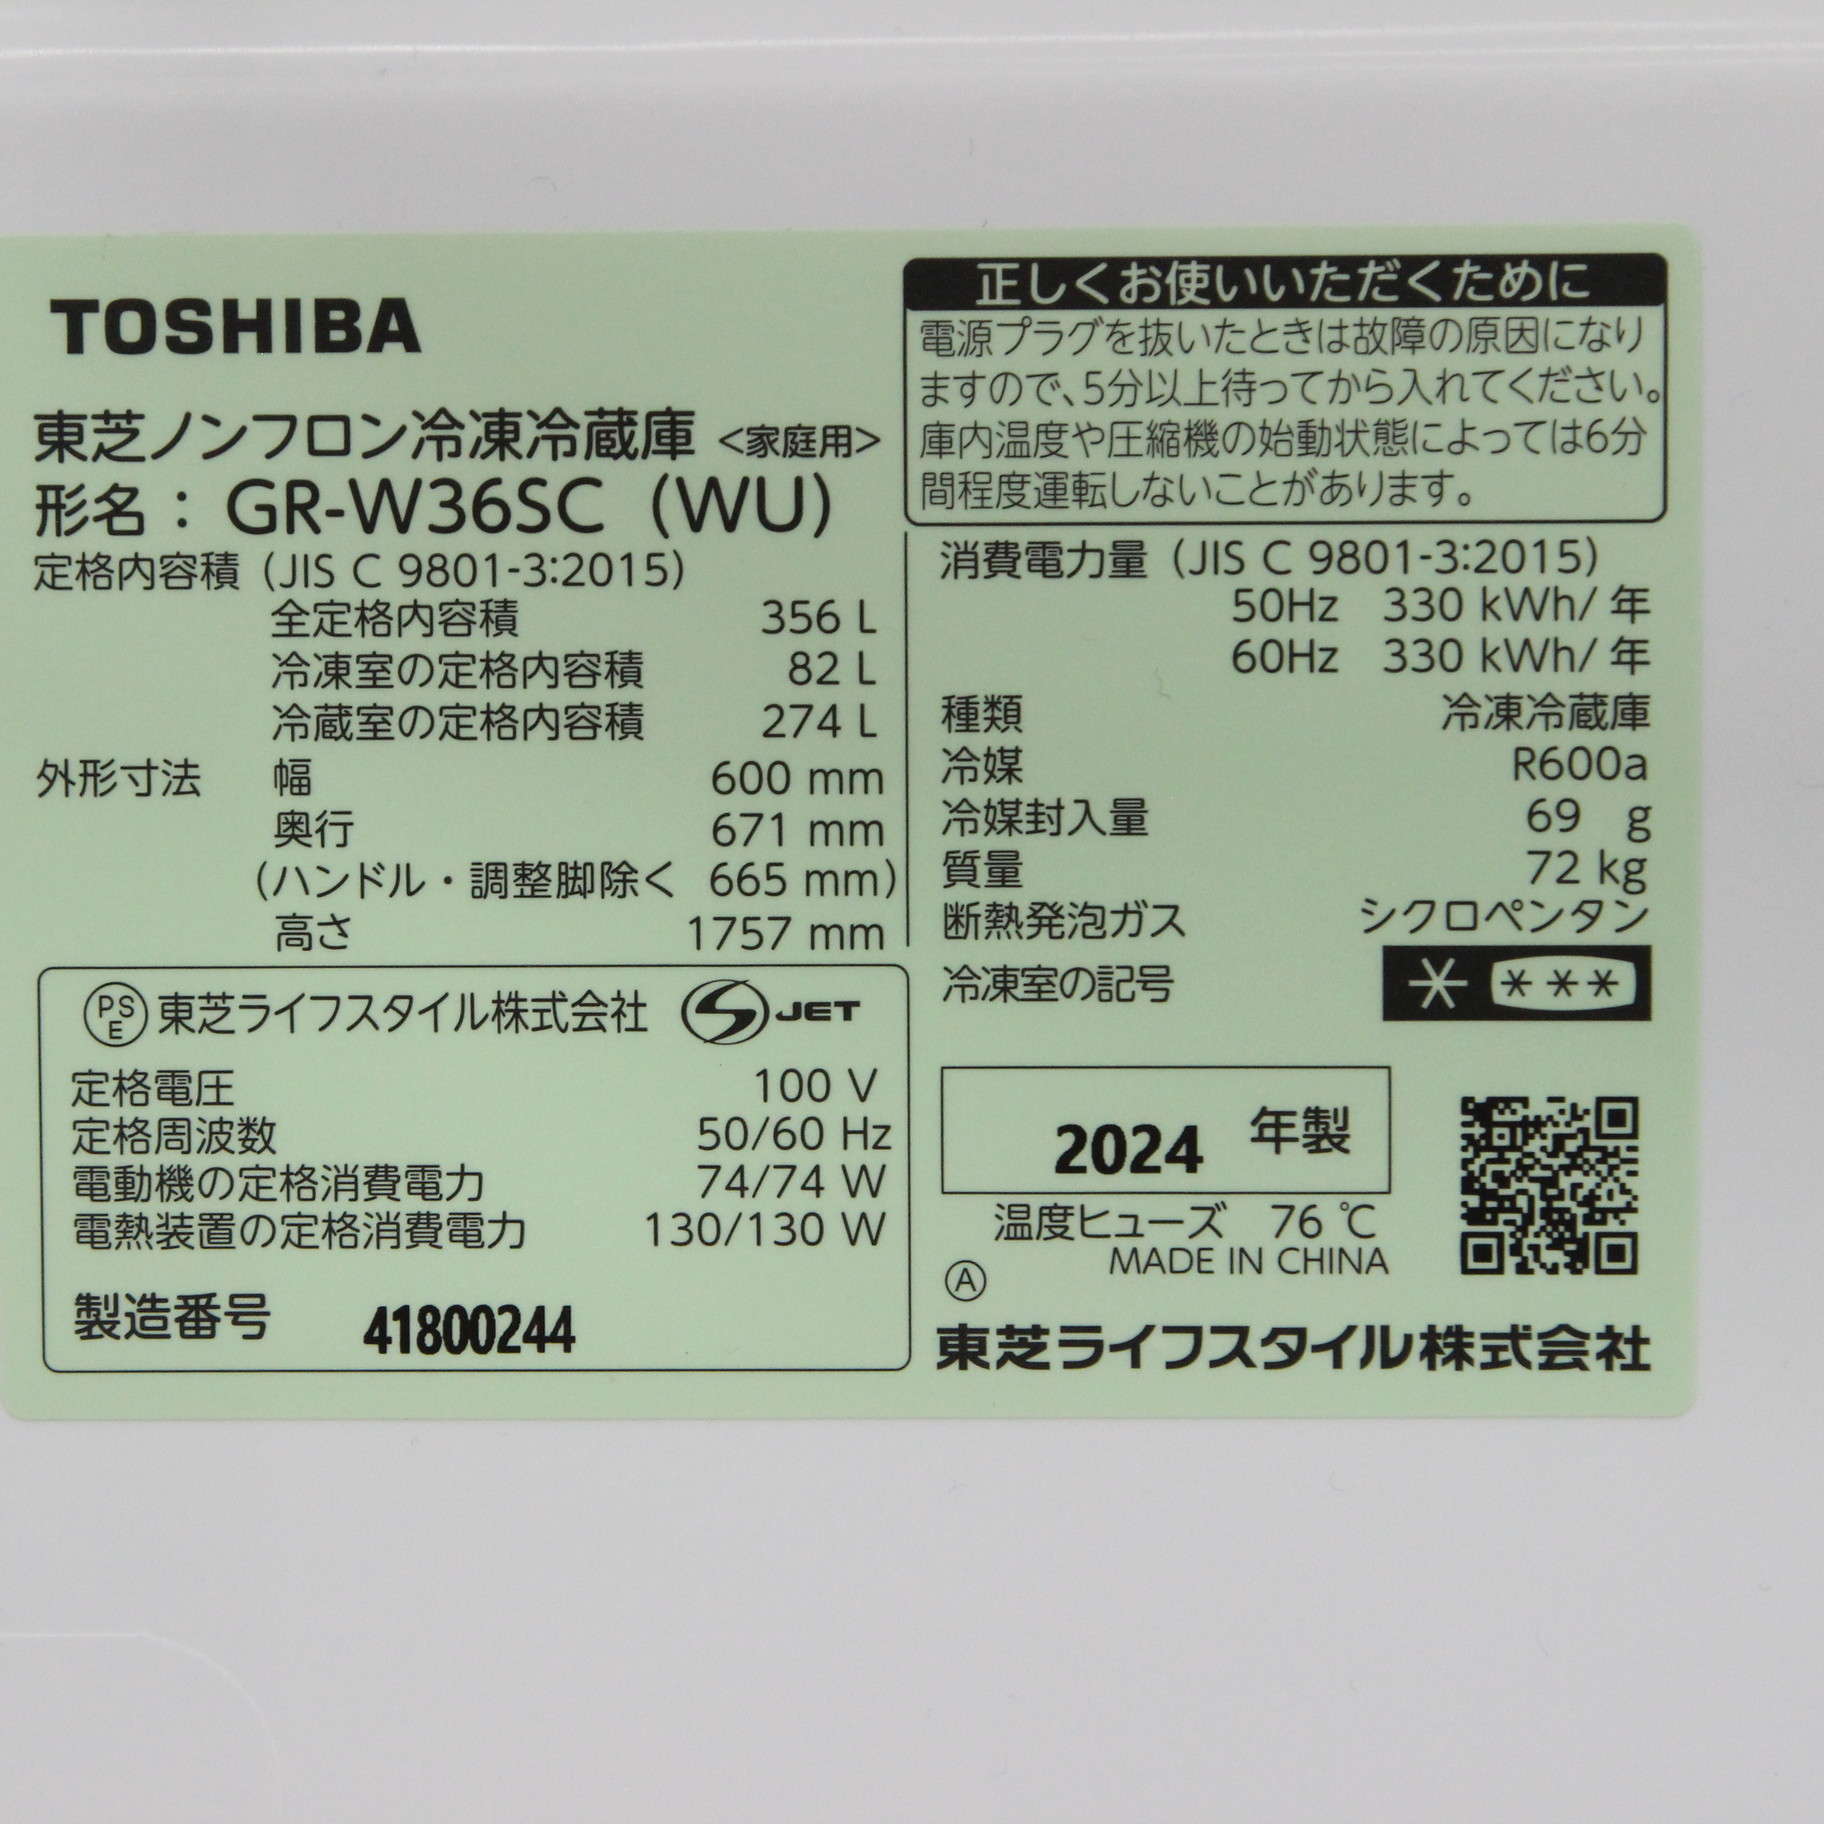 TOSHIBA
東芝ノンフロン冷凍冷蔵庫 <家庭用>
形名： GR-W36SC (WU)
定格内容積 (JIS C 9801-3:2015)
全定格内容積 356 L
冷凍室の定格内容積 82 L
冷蔵室の定格内容積 274 L
外形寸法 幅 600 mm
奥行 671 mm
(ハンドル・調整脚除く 665 mm)
高さ 1757 mm
PSE 東芝ライフスタイル株式会社 S JET
定格電圧 100 V
定格周波数 50/60 Hz
電動機の定格消費電力 74/74 W
電熱装置の定格消費電力 130/130 W
製造番号 41800244
正しくお使いいただくために
電源プラグを抜いたときは故障の原因になり
ますので、5分以上待ってから入れてください。
庫内温度や圧縮機の始動状態によっては6分
間程度運転しないことがあります。
消費電力量 (JIS C 9801-3:2015)
50Hz 330 kWh/年
60Hz 330 kWh/年
種類 冷凍冷蔵庫
冷媒 R600a
冷媒封入量 69 g
質量 72 kg
断熱発泡ガス シクロペンタン
冷凍室の記号 * ***
2024 年製
温度ヒューズ 76 ℃
Ⓐ MADE IN CHINA
東芝ライフスタイル株式会社